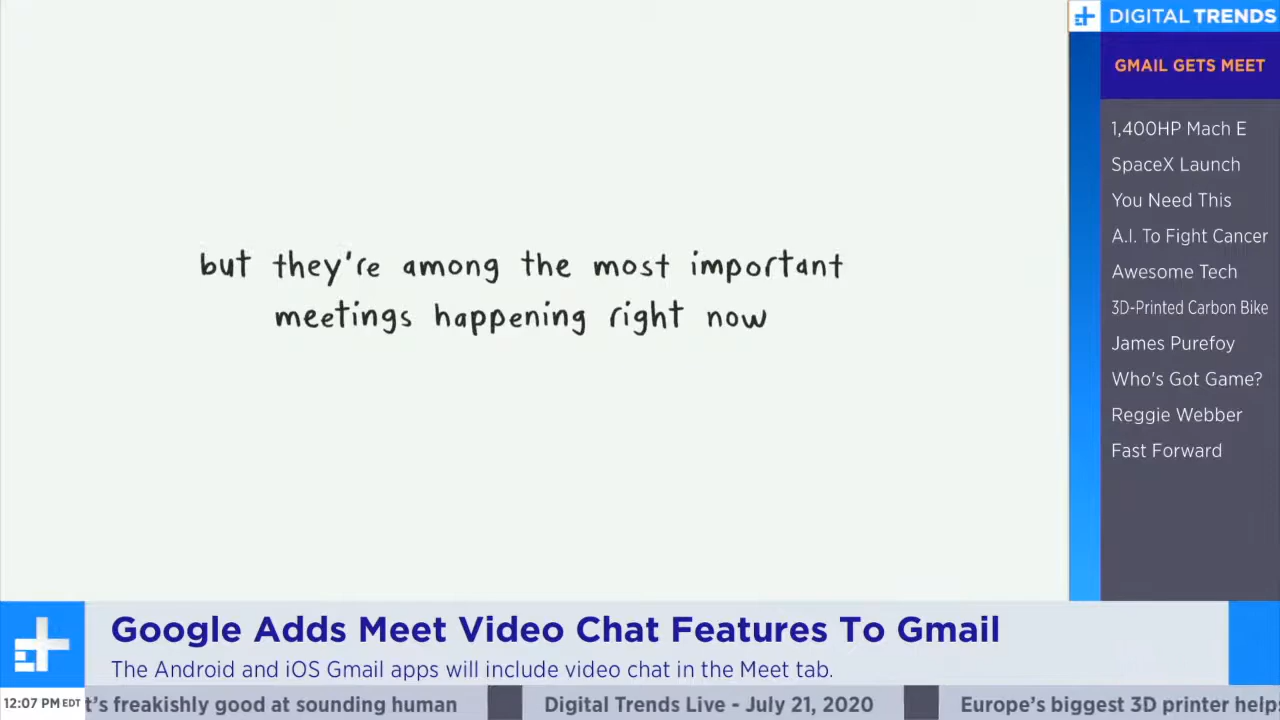 DIGITAL TRENDS
GMAIL GETS MEET
1,400HP Mach E
SpaceX Launch
You Need This
A.I. To Fight Cancer
Awesome Tech
3D-Printed Carbon Bike
James Purefoy
Who's Got Game?
Reggie Webber
Fast Forward
but they're among the most important
meetings happening right now
Google Adds Meet Video Chat Features To Gmail
The Android and iOS Gmail apps will include video chat in the Meet tab.
12:07 PM EDT t's freakishly good at sounding human Digital Trends Live - July 21, 2020 Europe's biggest 3D printer help